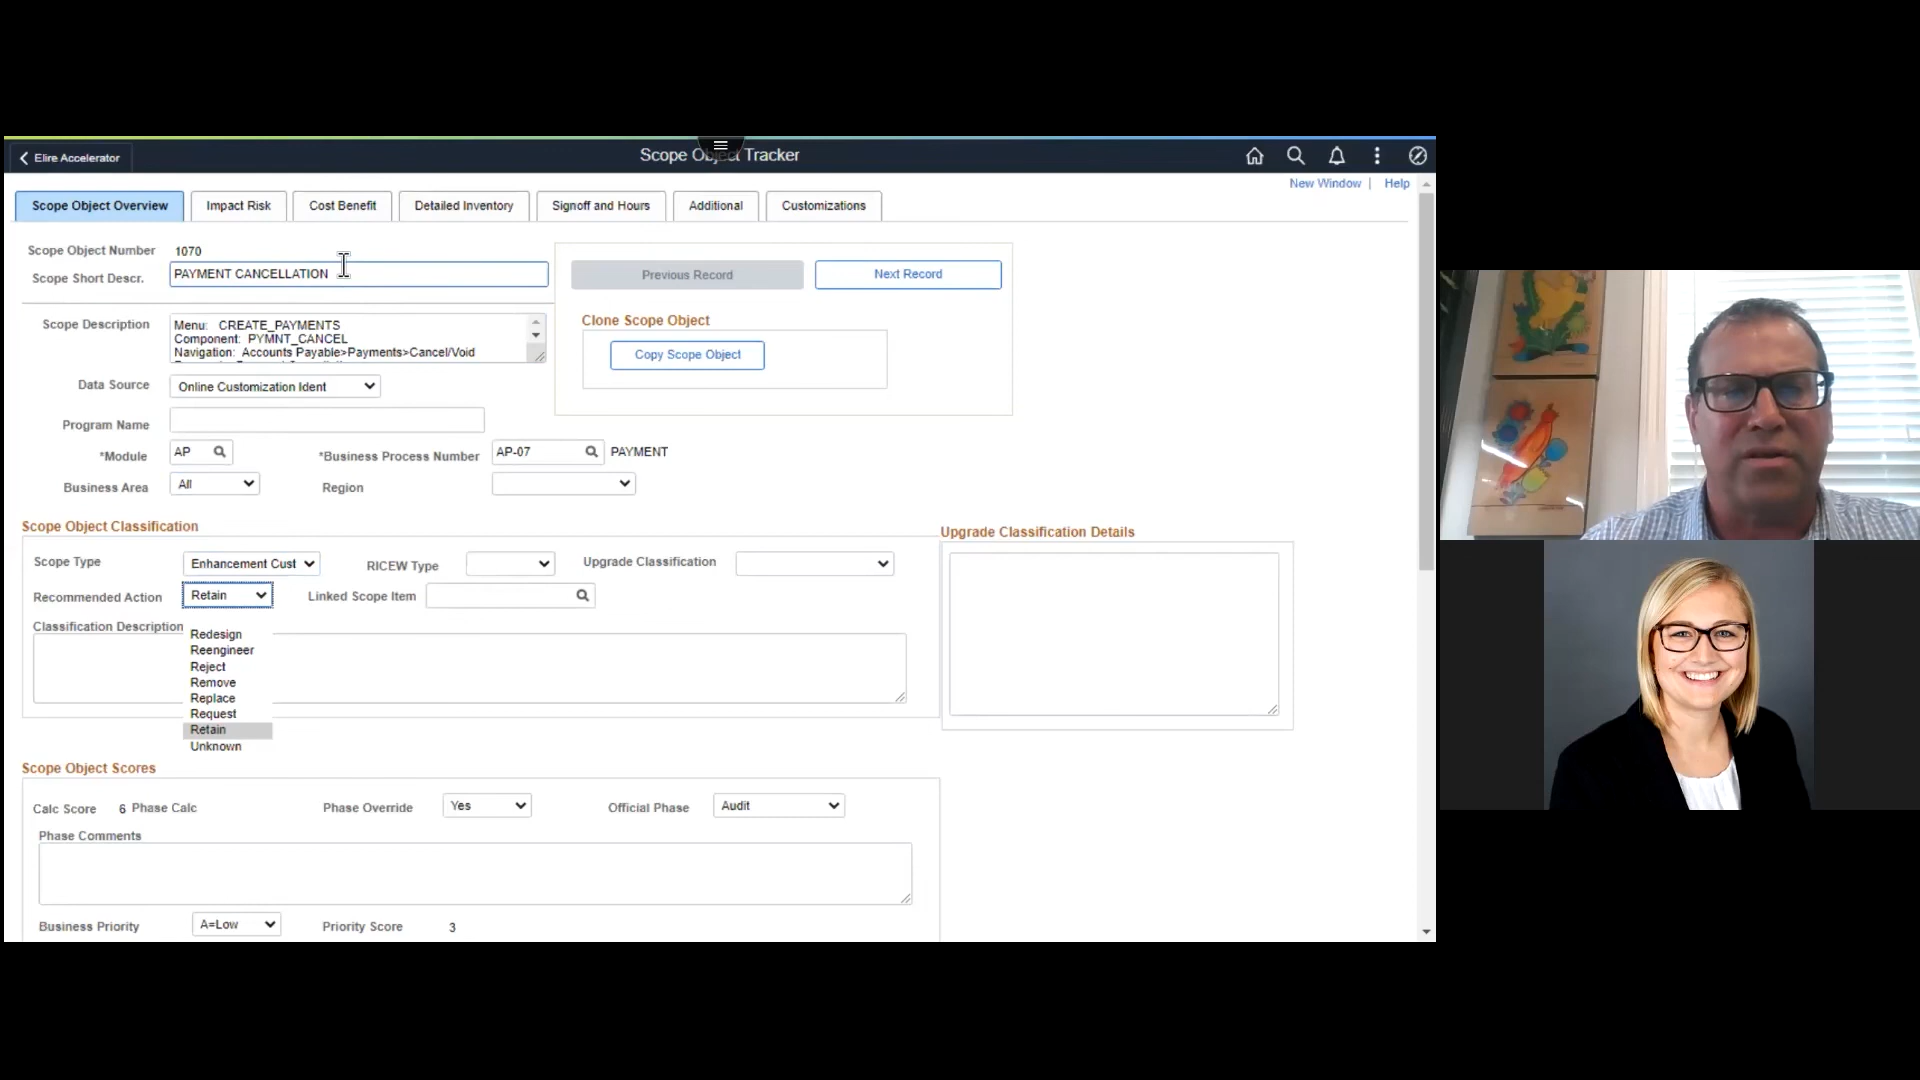 Elire Accelerator
Scope Object Tracker
New Window | Help
Scope Object Overview
Impact Risk
Cost Benefit
Detailed Inventory
Signoff and Hours
Additional
Customizations
Scope Object Number 1070
Scope Short Descr. PAYMENT CANCELLATION
Previous Record
Next Record
Clone Scope Object
Copy Scope Object
Scope Description
Menu: CREATE_PAYMENTS
Component: PYMNT_CANCEL
Navigation: Accounts Payable>Payments>Cancel/Void
Data Source Online Customization Ident
Program Name
*Module AP *Business Process Number AP-07 PAYMENT
Business Area All Region
Scope Object Classification
Upgrade Classification Details
Scope Type Enhancement Cust RICEW Type Upgrade Classification
Recommended Action Retain Linked Scope Item
Classification Description
Redesign
Reengineer
Reject
Remove
Replace
Request
Retain
Unknown
Scope Object Scores
Calc Score 6 Phase Calc Phase Override Yes Official Phase Audit
Phase Comments
Business Priority A=Low Priority Score 3